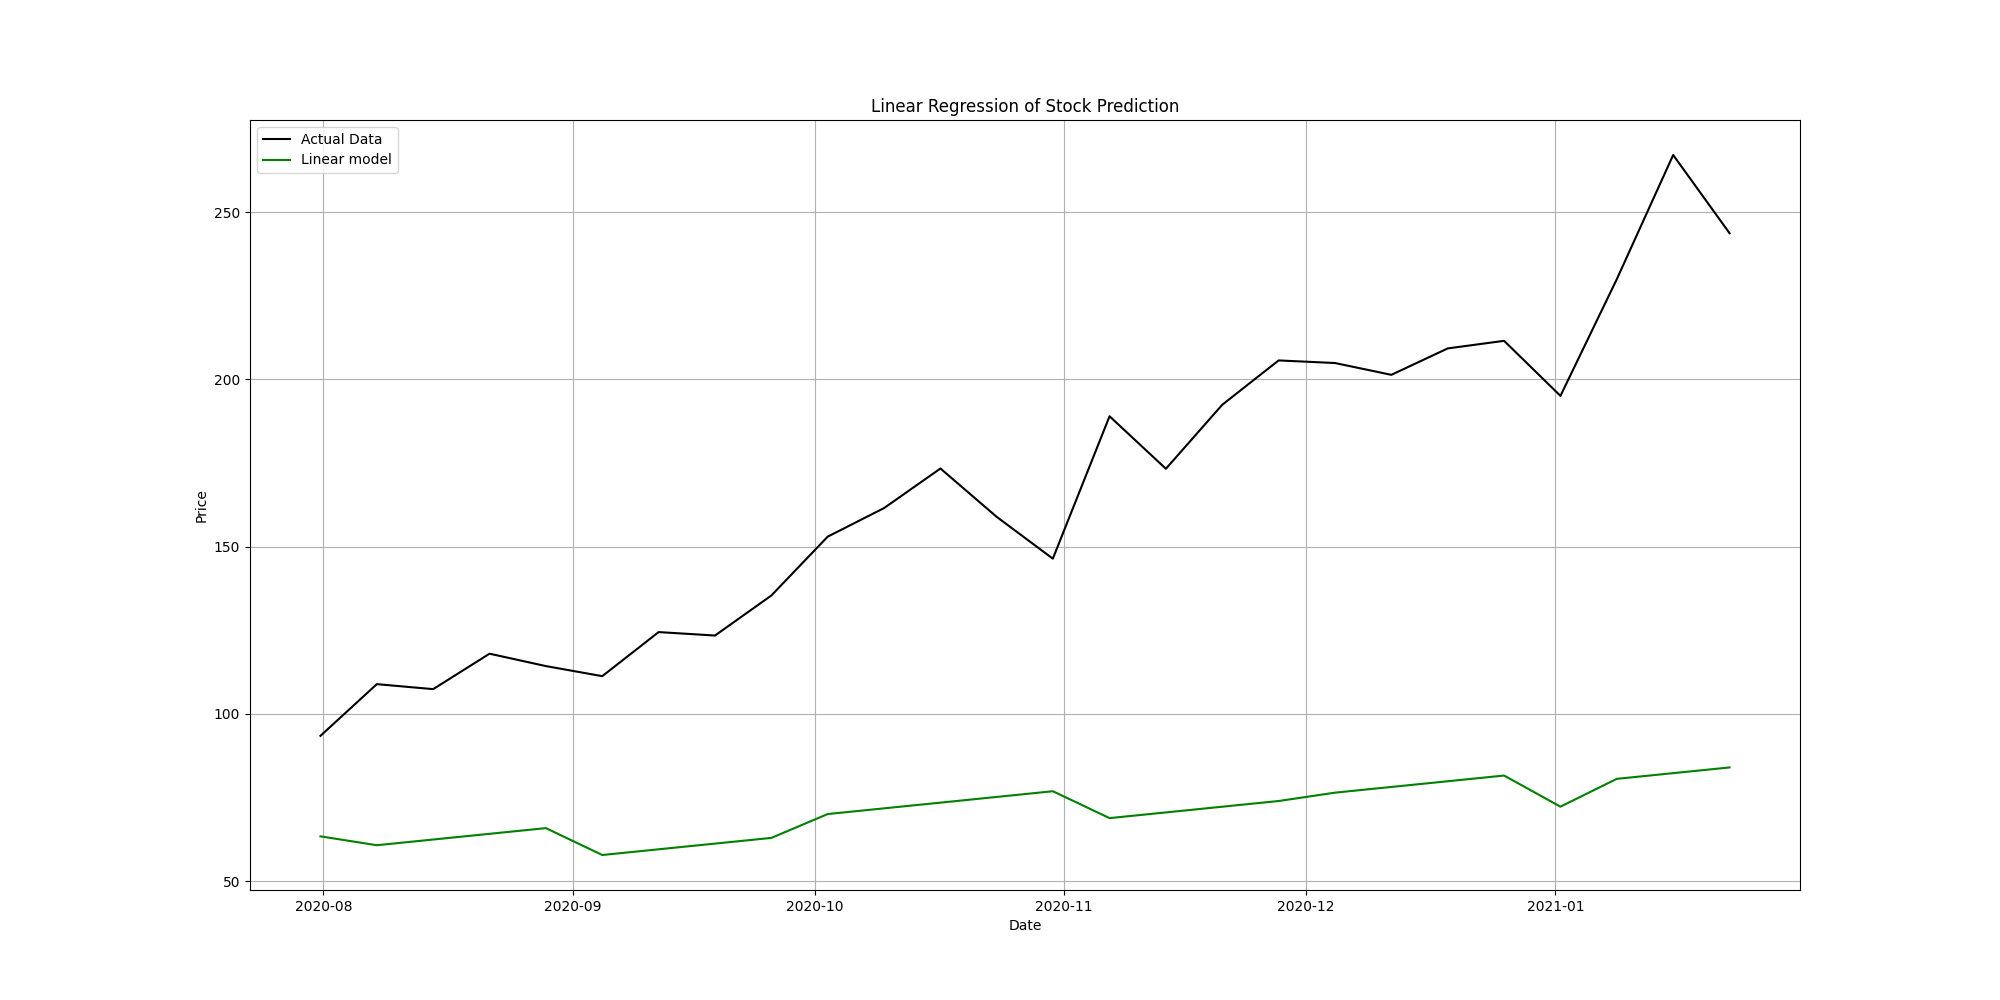 Linear Regression of Stock Prediction
Actual Data
Linear model
250
200
150
100
50
Price
2020-08 2020-09 2020-10 2020-11 2020-12 2021-01
Date